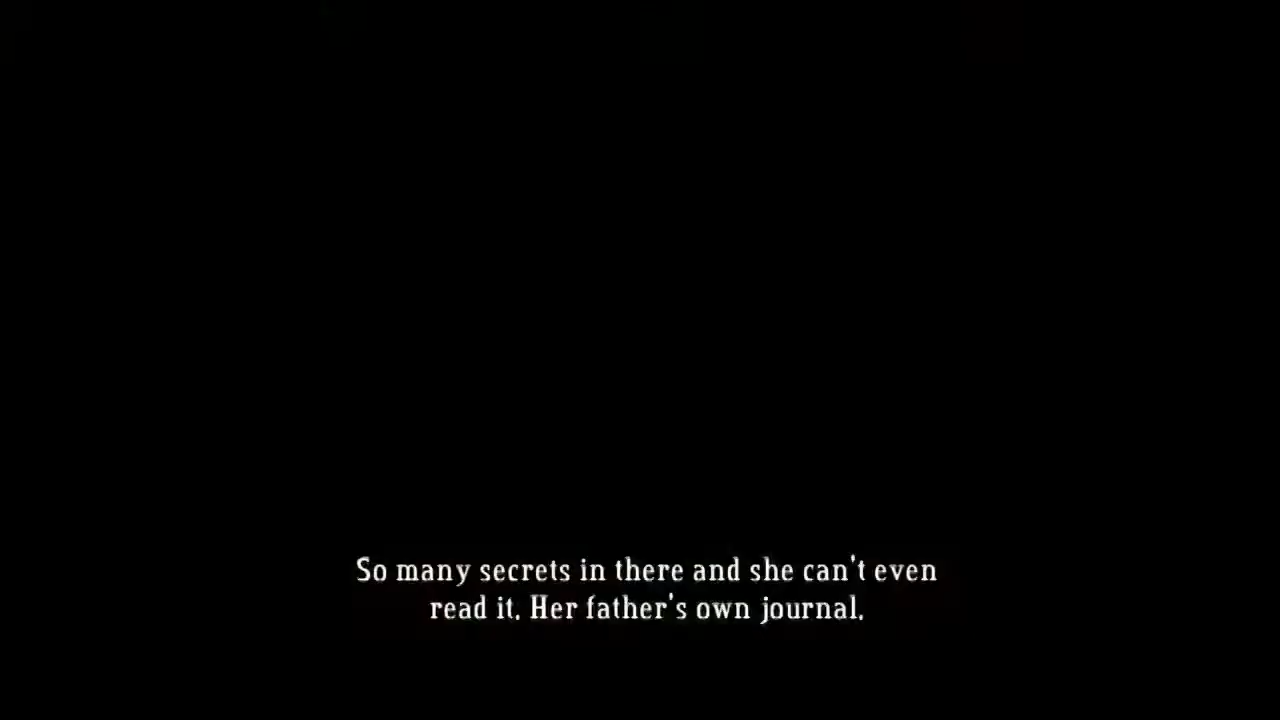 So many secrets in there and she can't even
read it. Her father's own journal.